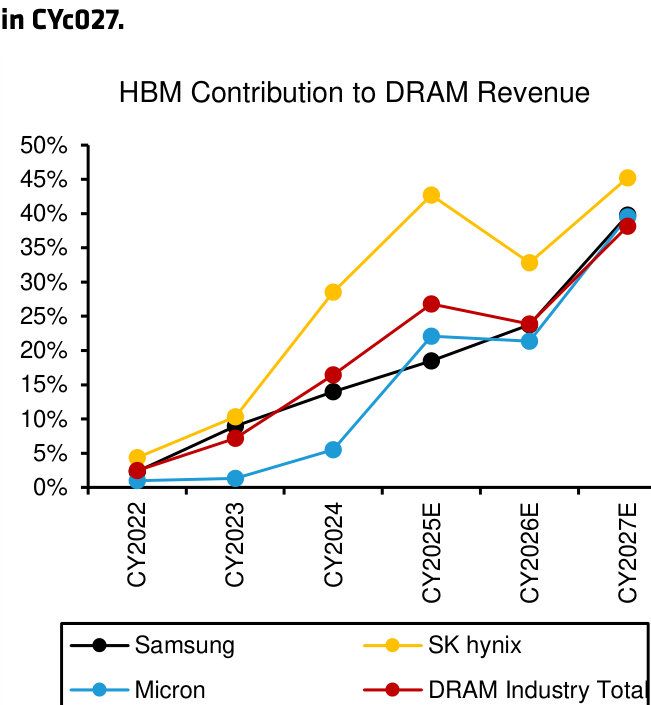 in CYc027.
HBM Contribution to DRAM Revenue
50%
45%
40%
35%
30%
25%
20%
15%
10%
5%
0%
CY2022
CY2023
CY2024
CY2025E
CY2026E
CY2027E
Samsung
SK hynix
Micron
DRAM Industry Total